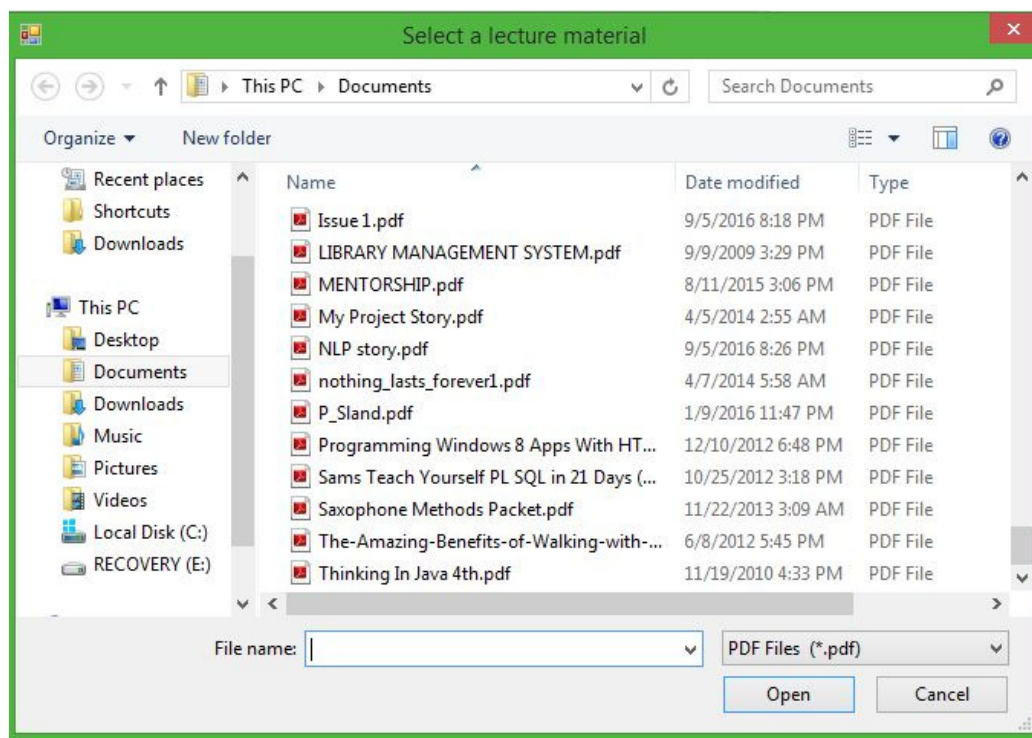 Select a lecture material
This PC Documents
Search Documents
Organize New folder
Recent places
Shortcuts
Downloads
This PC
Desktop
Documents
Downloads
Music
Pictures
Videos
Local Disk (C:)
RECOVERY (E:)
Name Date modified Type
Issue 1.pdf 9/5/2016 8:18 PM PDF File
LIBRARY MANAGEMENT SYSTEM.pdf 9/9/2009 3:29 PM PDF File
MENTORSHIP.pdf 8/11/2015 3:06 PM PDF File
My Project Story.pdf 4/5/2014 2:55 AM PDF File
NLP story.pdf 9/5/2016 8:26 PM PDF File
nothing_lasts_forever1.pdf 4/7/2014 5:58 AM PDF File
P_Sland.pdf 1/9/2016 11:47 PM PDF File
Programming Windows 8 Apps With HT... 12/10/2012 6:48 PM PDF File
Sams Teach Yourself PL SQL in 21 Days (... 10/25/2012 3:18 PM PDF File
Saxophone Methods Packet.pdf 11/22/2013 3:09 AM PDF File
The-Amazing-Benefits-of-Walking-with-... 6/8/2012 5:45 PM PDF File
Thinking In Java 4th.pdf 11/19/2010 4:33 PM PDF File
File name: PDF Files (*.pdf)
Open Cancel